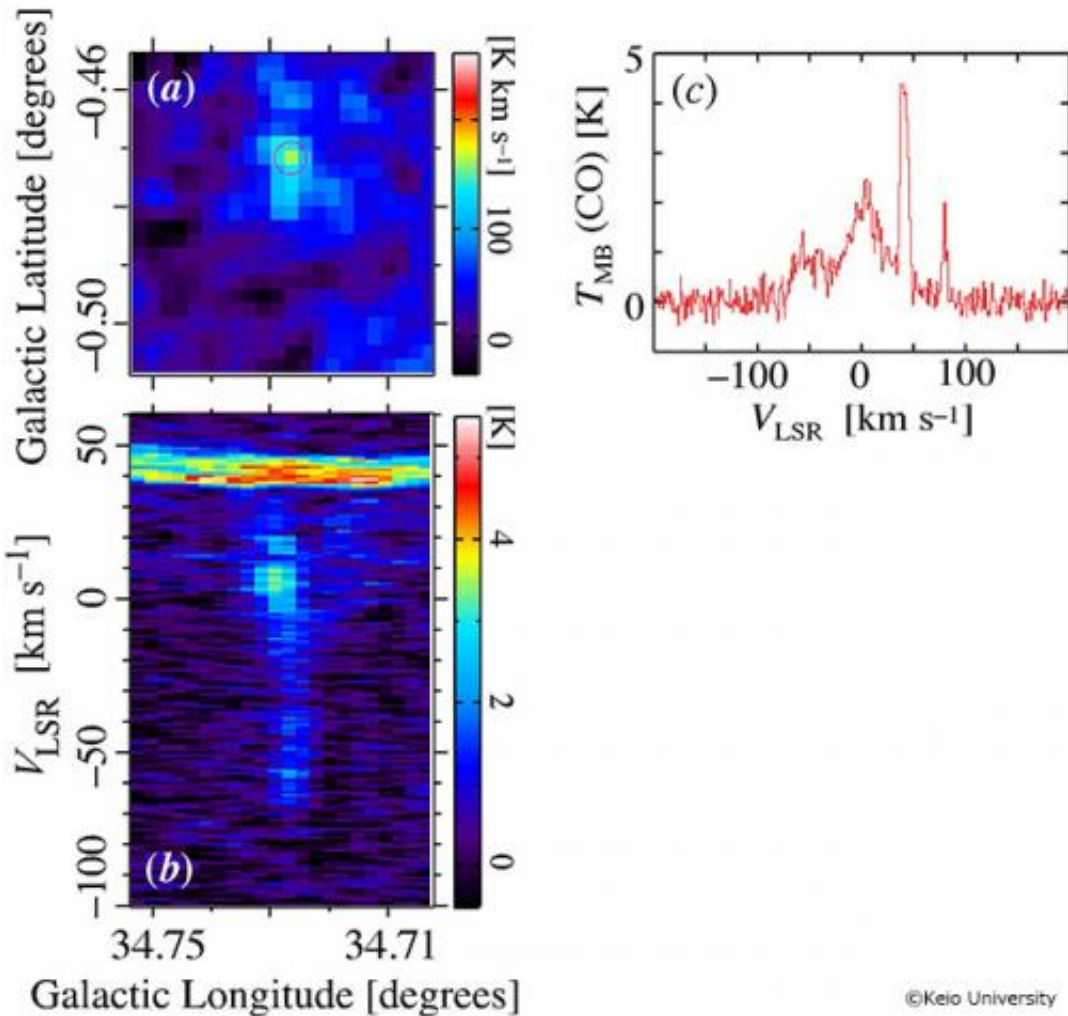 (a)
Galactic Latitude [degrees]
−0.46
−0.50
[K km s⁻¹]
100
0
(b)
V_LSR [km s⁻¹]
50
0
−50
−100
[K]
4
2
0
34.75 34.71
Galactic Longitude [degrees]
(c)
T_MB (CO) [K]
5
0
−100 0 100
V_LSR [km s⁻¹]
©Keio University